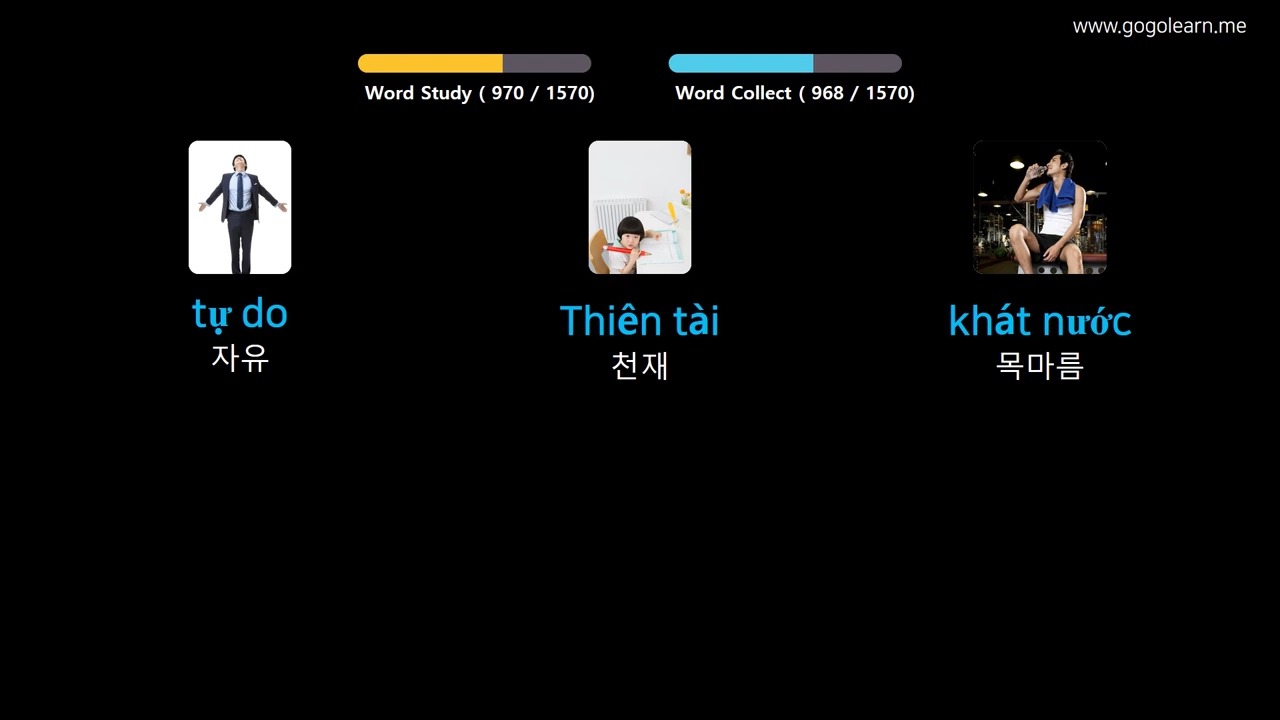 www.gogolearn.me
Word Study ( 970 / 1570)
Word Collect ( 968 / 1570)
tự do
자유
Thiên tài
천재
khát nước
목마름